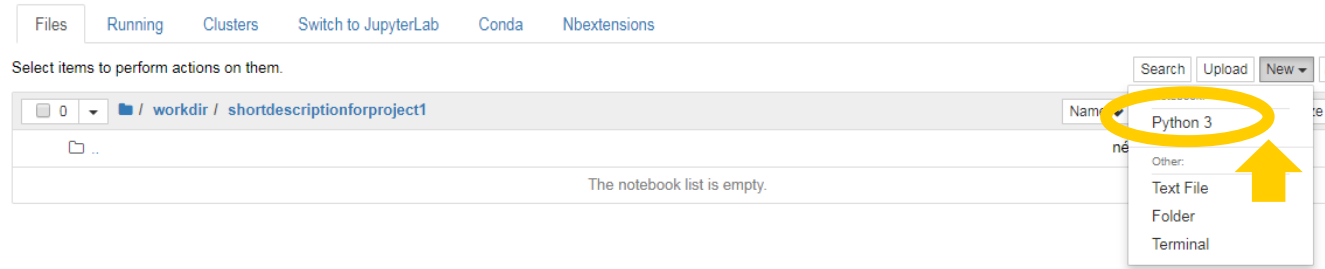 Files Running Clusters Switch to JupyterLab Conda Nbextensions
Select items to perform actions on them.
Search Upload New
0 / workdir / shortdescriptionforproject1
Name
Python 3
..
né
Other:
The notebook list is empty.
Text File
Folder
Terminal